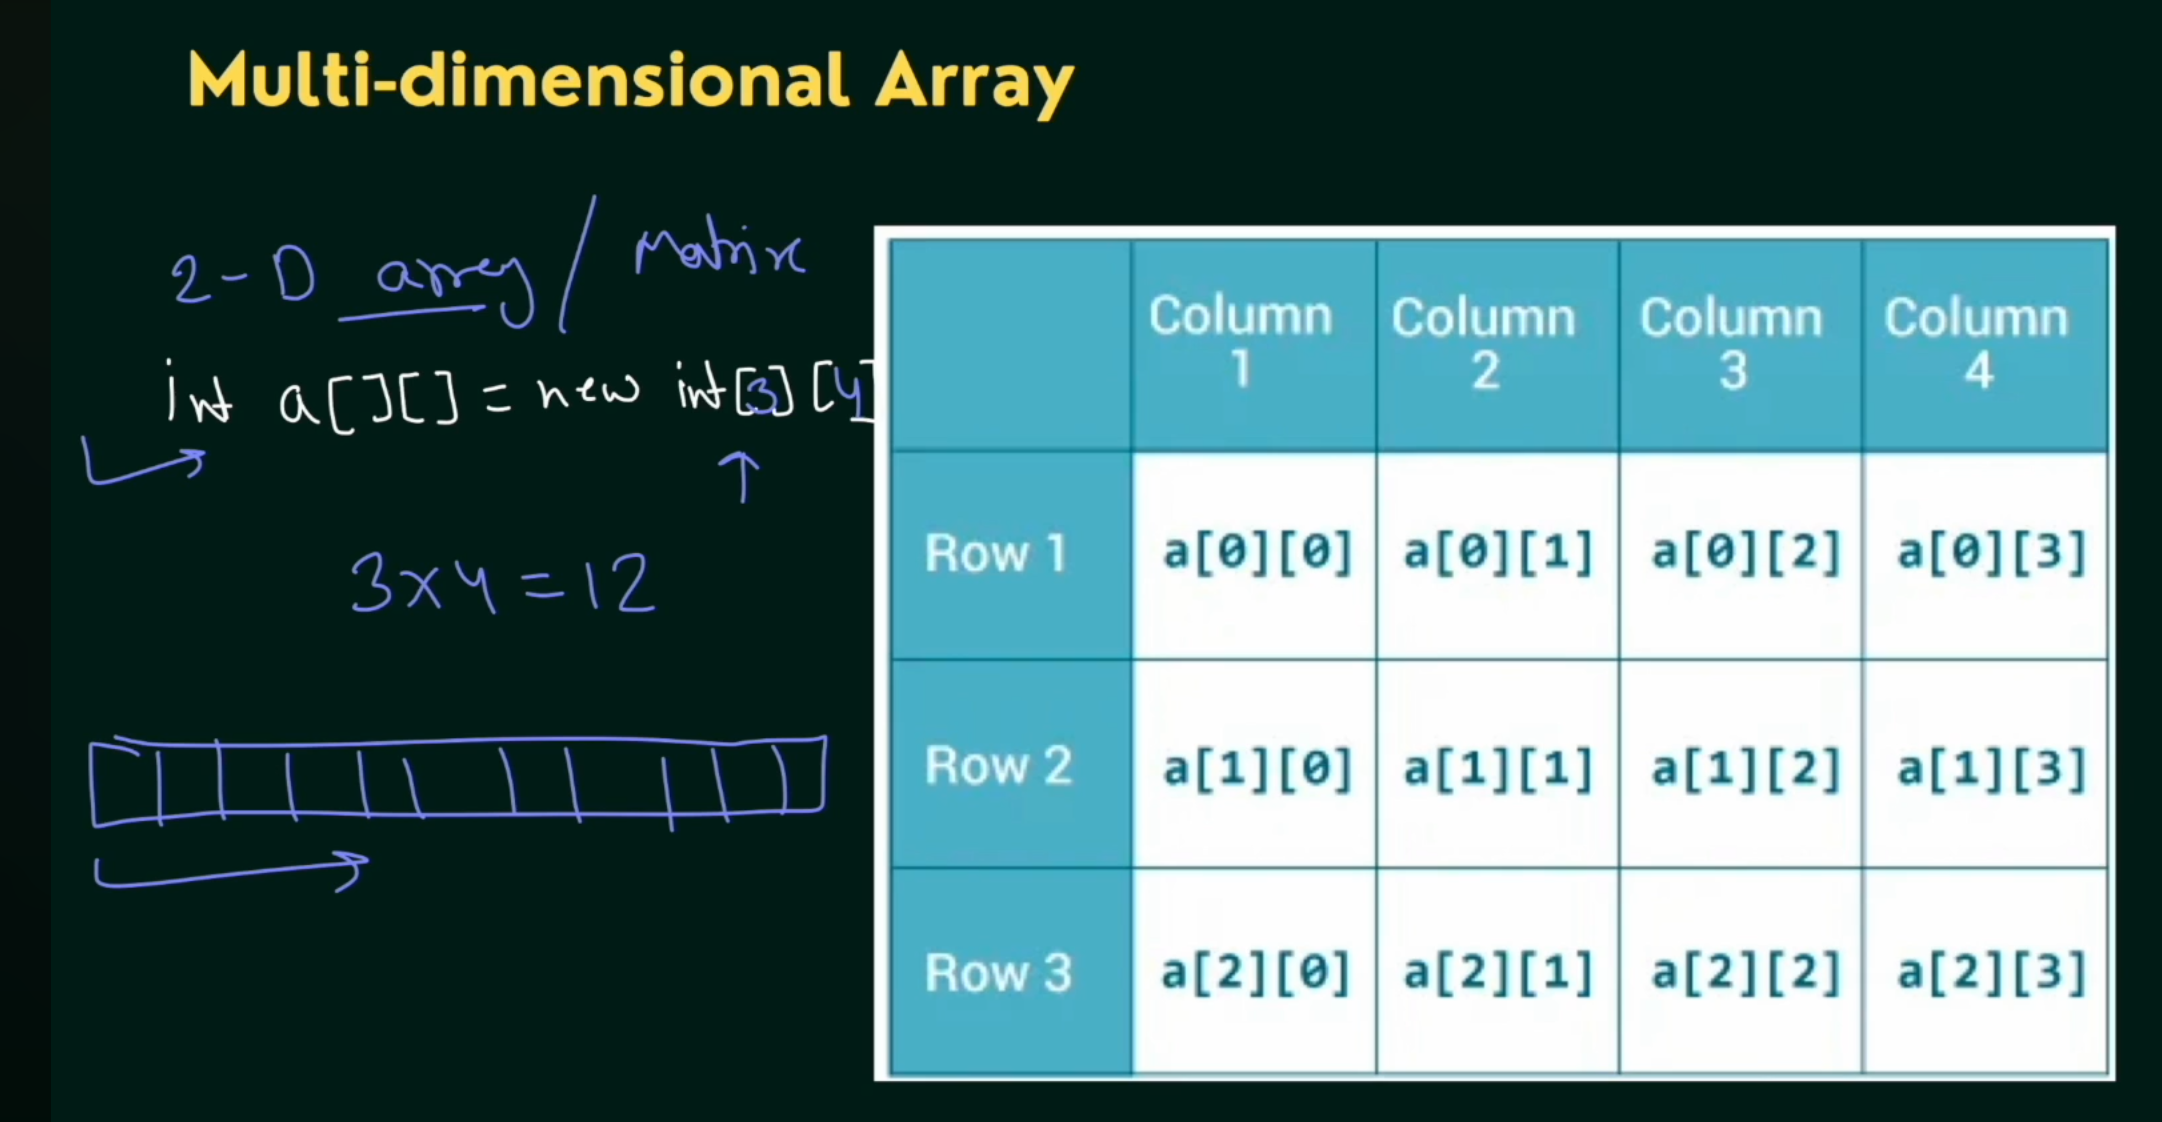 Multi-dimensional Array
2-D array / Matrix
int a[][] = new int[3][4]
3x4=12
Column 1 Column 2 Column 3 Column 4
Row 1 a[0][0] a[0][1] a[0][2] a[0][3]
Row 2 a[1][0] a[1][1] a[1][2] a[1][3]
Row 3 a[2][0] a[2][1] a[2][2] a[2][3]